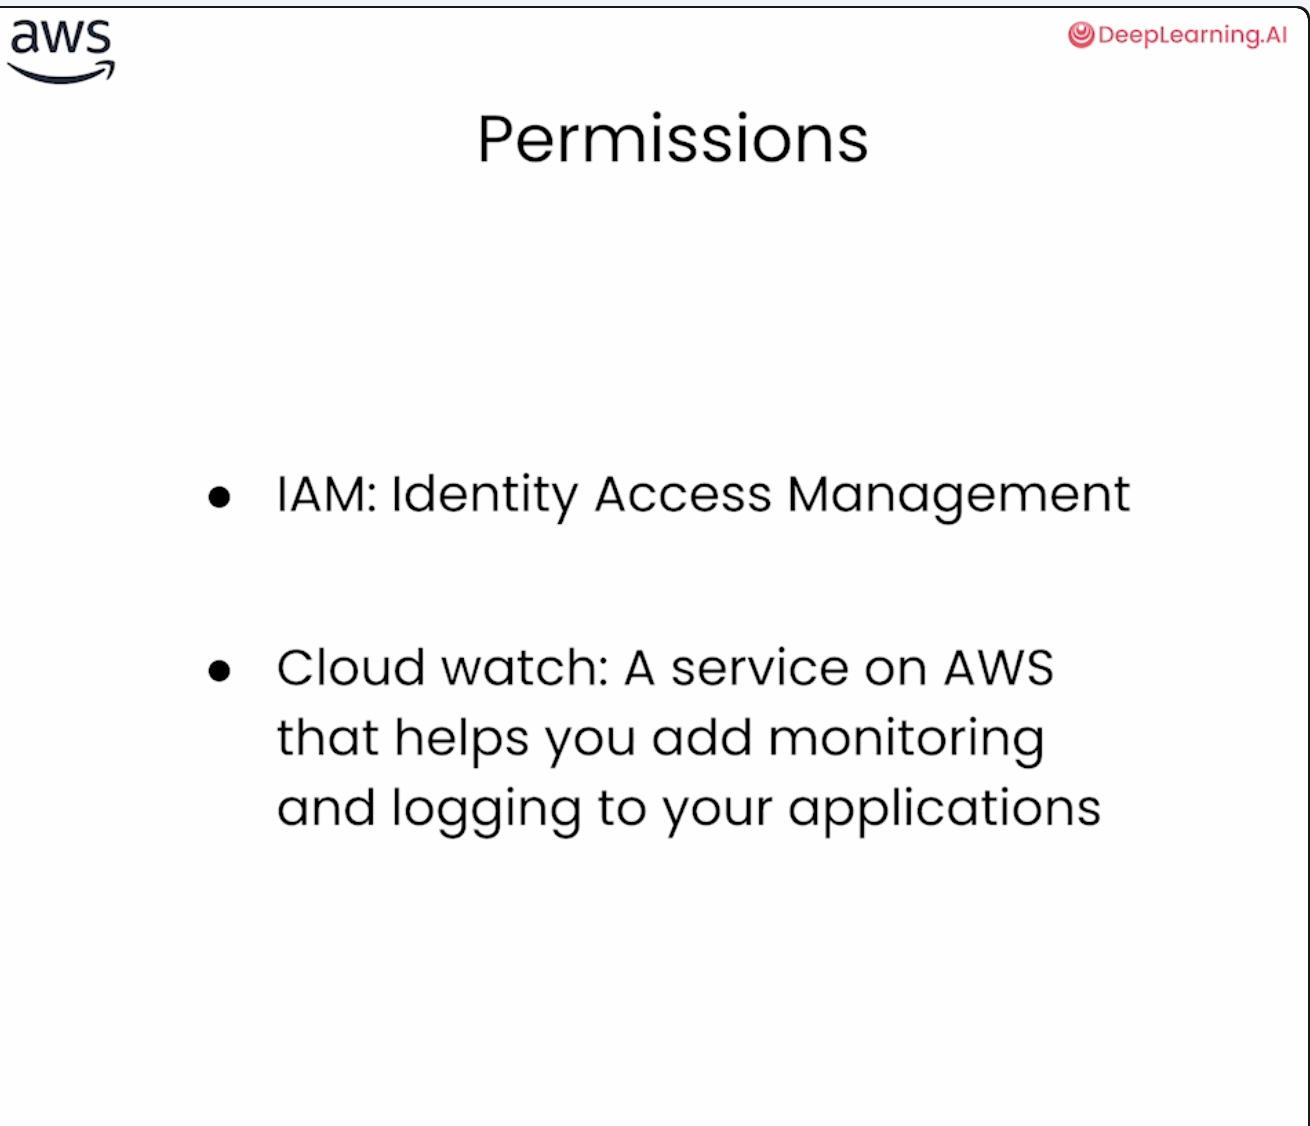 aws
DeepLearning.AI
Permissions
● IAM: Identity Access Management
● Cloud watch: A service on AWS
that helps you add monitoring
and logging to your applications